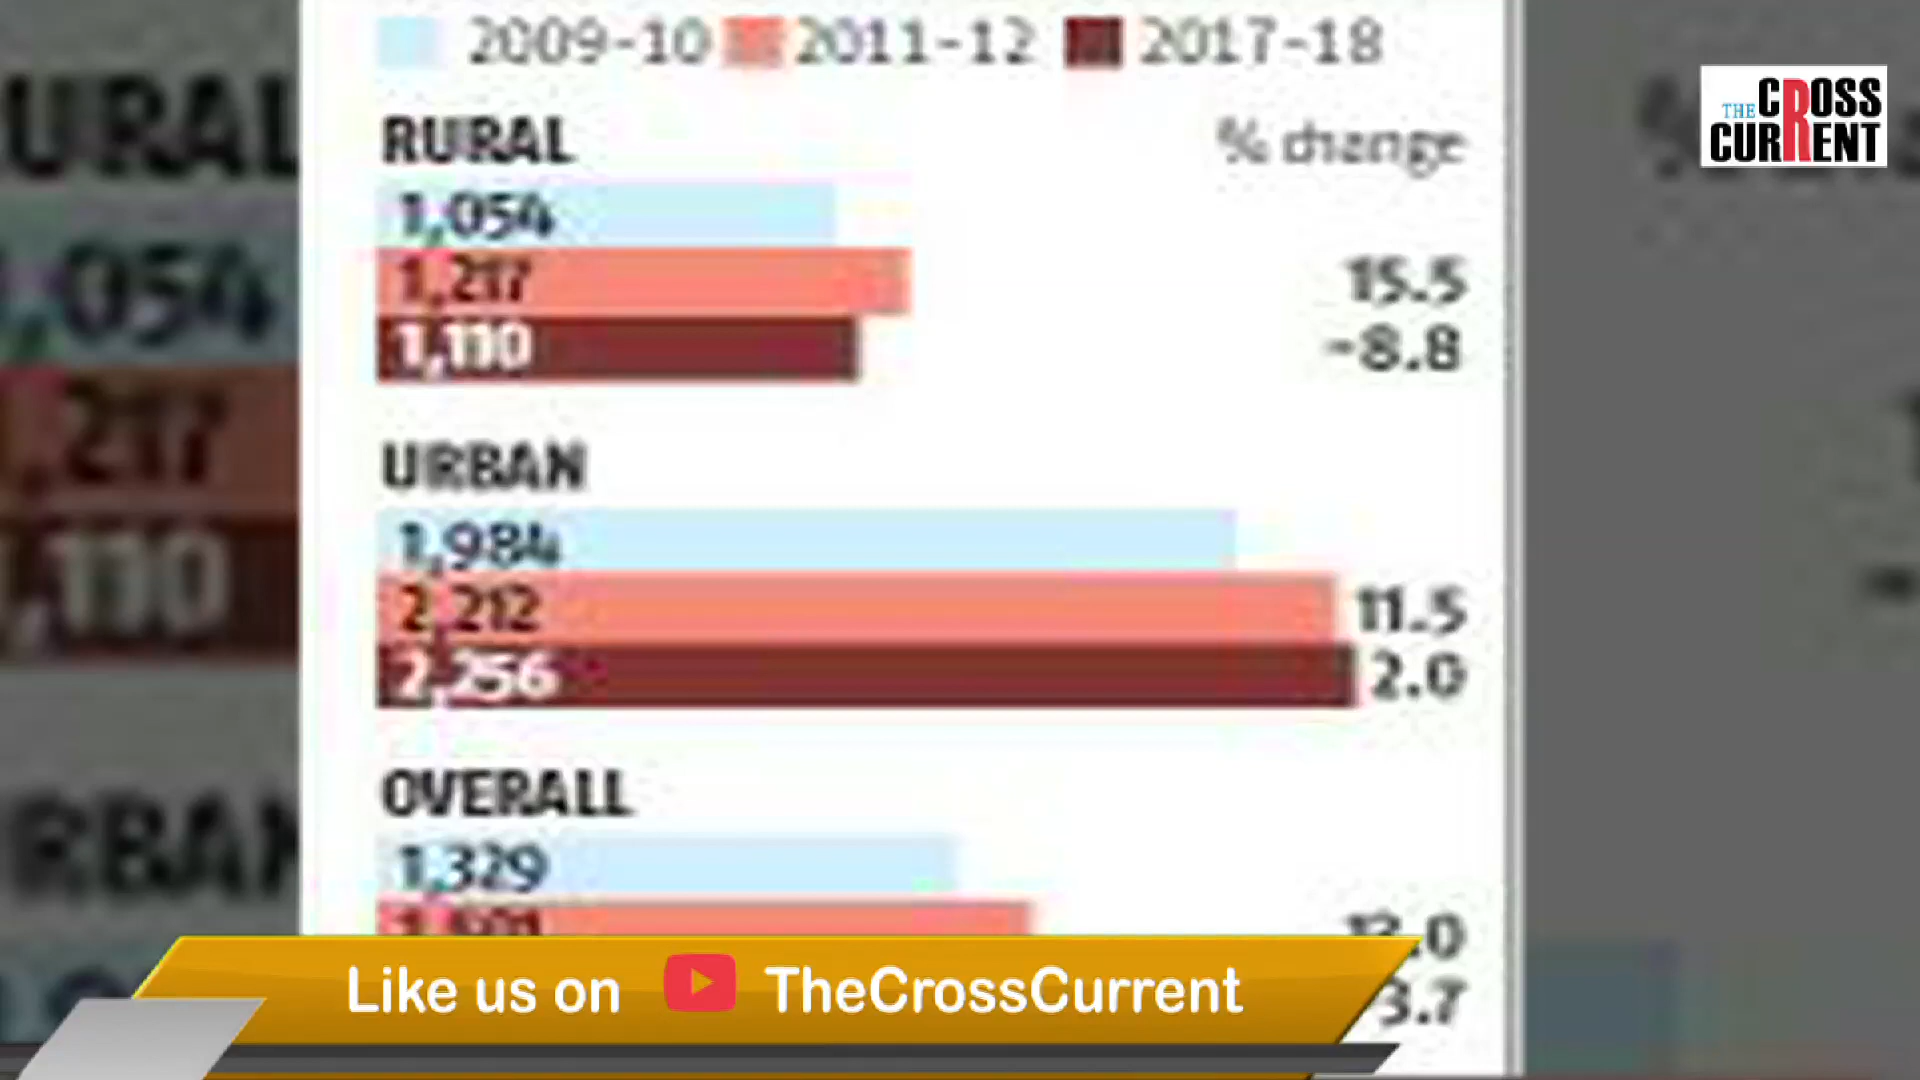 2009-10 2011-12 2017-18
THE CROSS CURRENT
RURAL % change
1,054
1,217 15.5
1,110 -8.8
URBAN
1,984
2,212 11.5
2,256 2.0
OVERALL
1,329
3.7
Like us on TheCrossCurrent